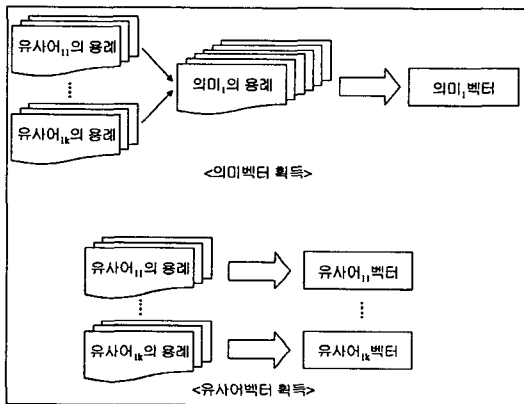 유사어₁₁의 용례
유사어₁ₖ의 용례
의미₁의 용례
의미₁벡터
<의미벡터 획득>
유사어₁₁의 용례
유사어₁₁벡터
유사어₁ₖ의 용례
유사어₁ₖ벡터
<유사어벡터 획득>